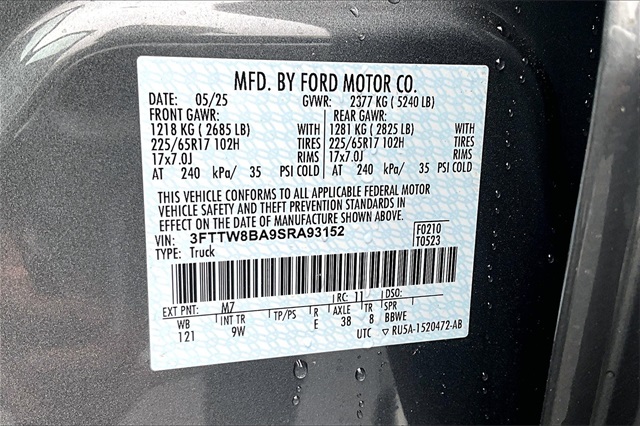 MFD. BY FORD MOTOR CO.
DATE: 05/25 GVWR: 2377 KG ( 5240 LB)
FRONT GAWR: REAR GAWR:
1218 KG ( 2685 LB) WITH 1281 KG ( 2825 LB) WITH
225/65R17 102H TIRES 225/65R17 102H TIRES
17x7.0J RIMS 17x7.0J RIMS
AT 240 kPa/ 35 PSI COLD AT 240 kPa/ 35 PSI COLD
THIS VEHICLE CONFORMS TO ALL APPLICABLE FEDERAL MOTOR
VEHICLE SAFETY AND THEFT PREVENTION STANDARDS IN
EFFECT ON THE DATE OF MANUFACTURE SHOWN ABOVE.
VIN: 3FTTW8BA9SRA93152 F0210
TYPE: Truck T0523
EXT PNT: M7 RC: 11 DSO:
WB INT TR TP/PS R AXLE TR SPR
121 9W E 38 8 BBWE
UTC ▽ RU5A-1520472-AB